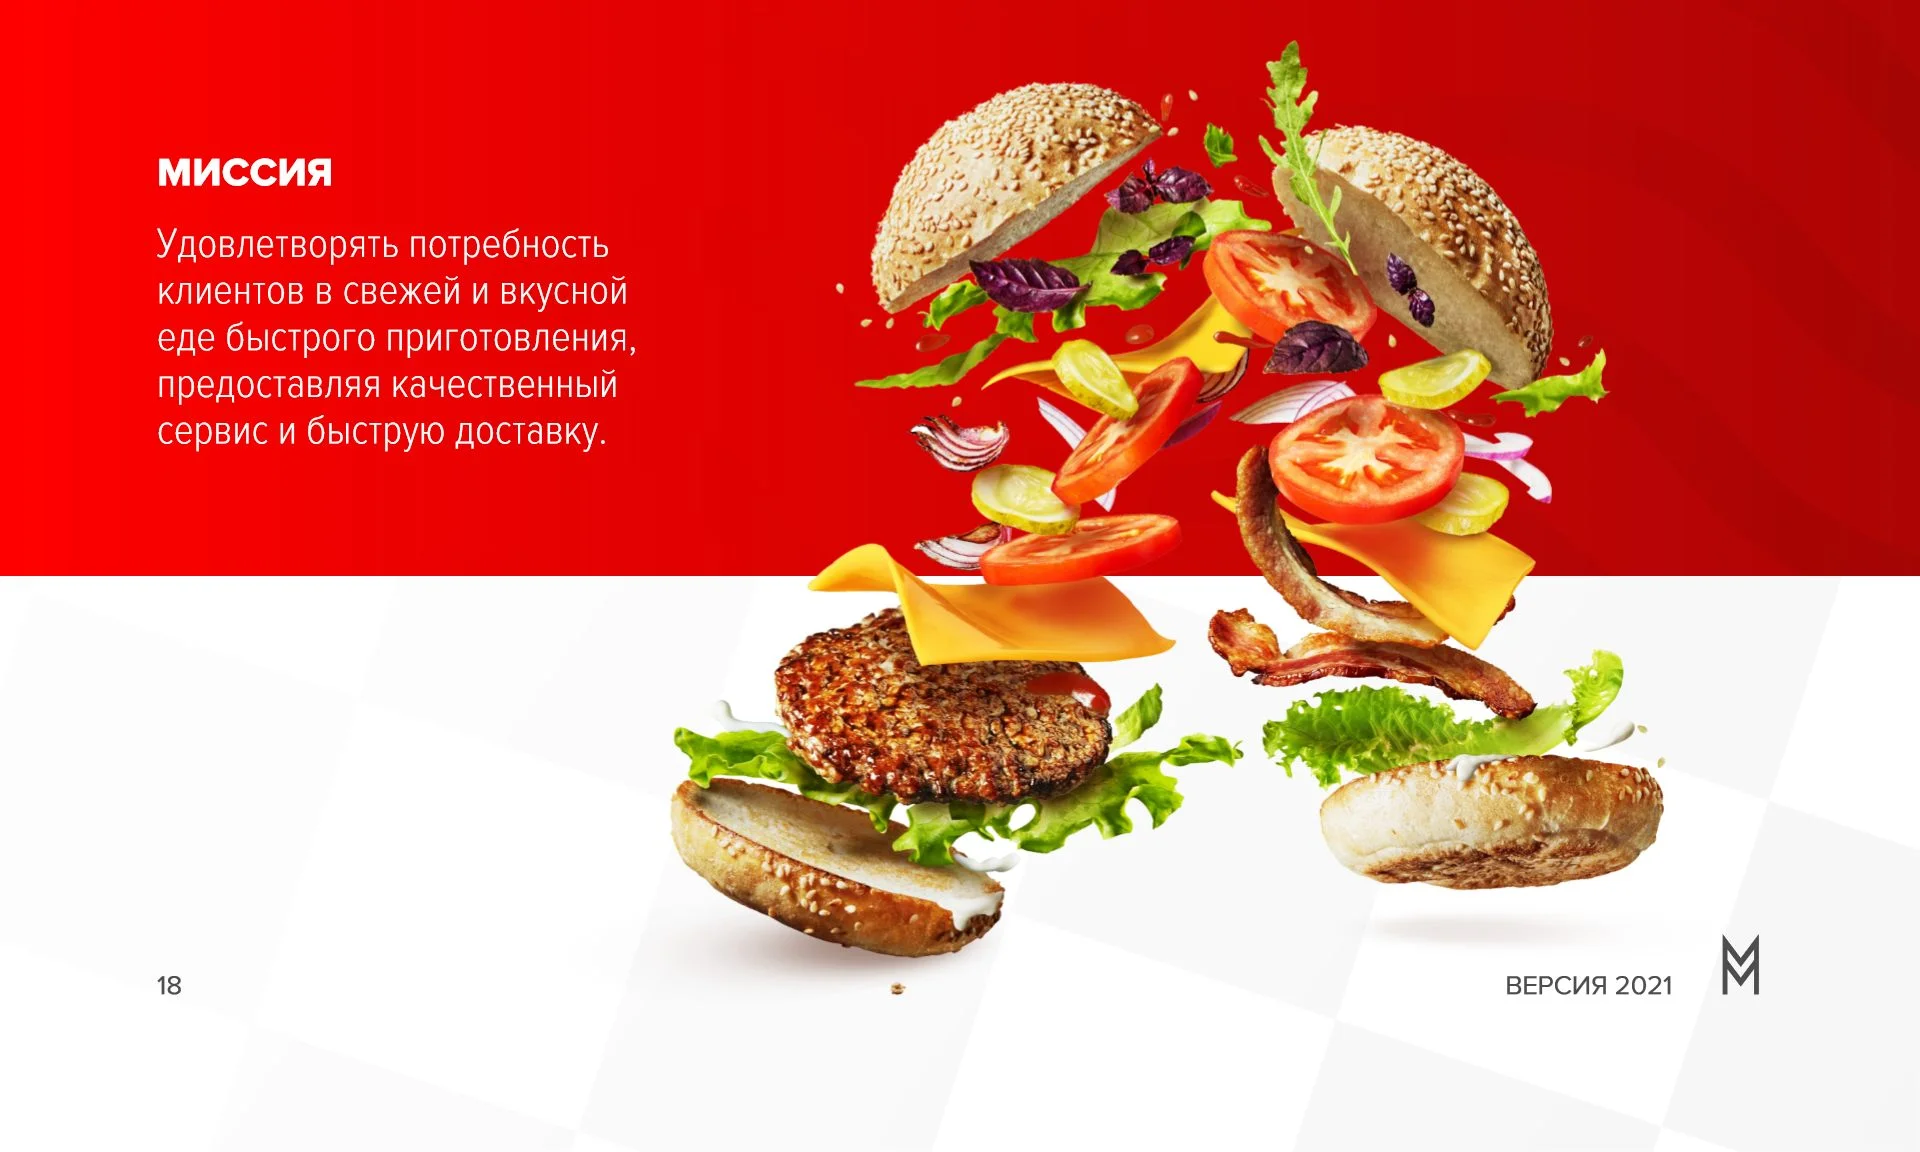 МИССИЯ
Удовлетворять потребность
клиентов в свежей и вкусной
еде быстрого приготовления,
предоставляя качественный
сервис и быструю доставку.
18
ВЕРСИЯ 2021